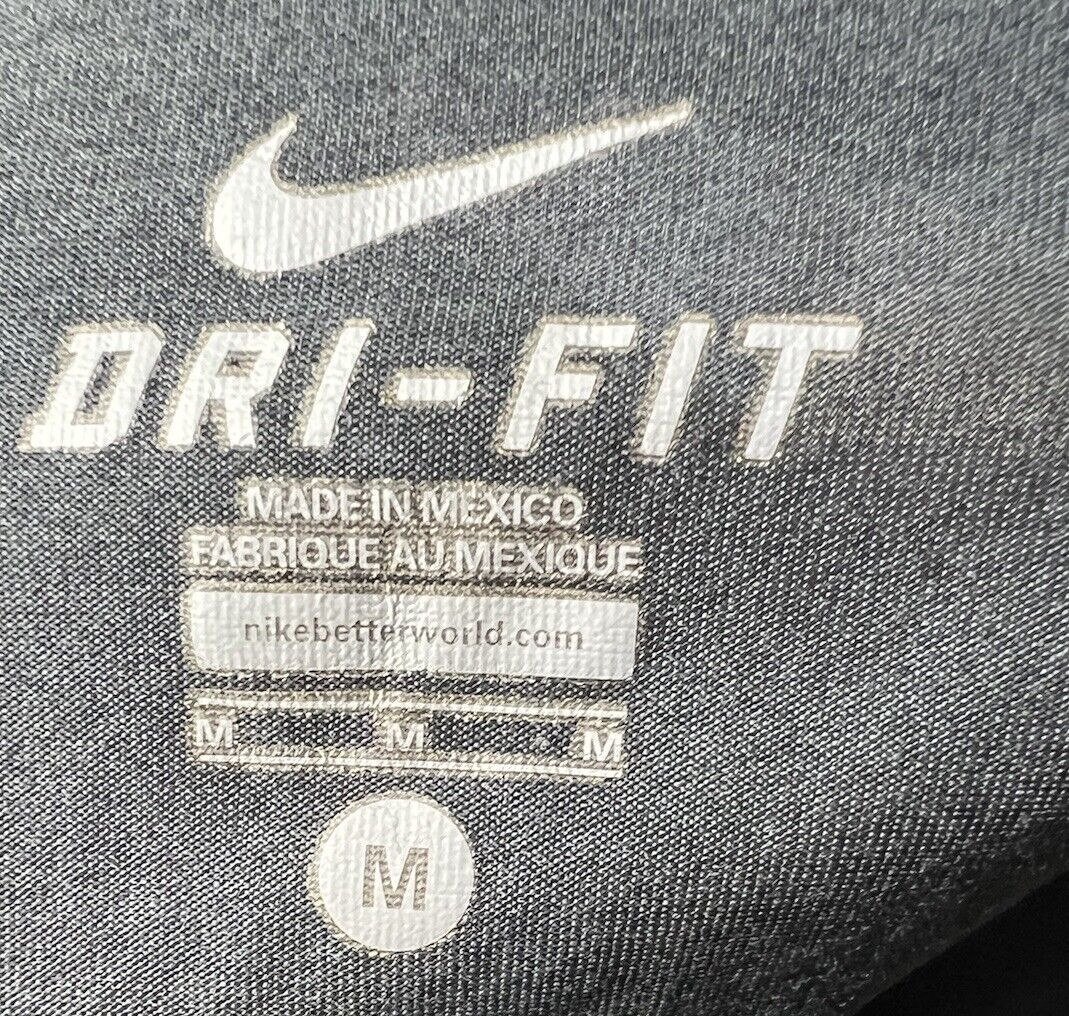 DRI-FIT
MADE IN MEXICO
FABRIQUE AU MEXIQUE
nikebetterworld.com
M M M
M